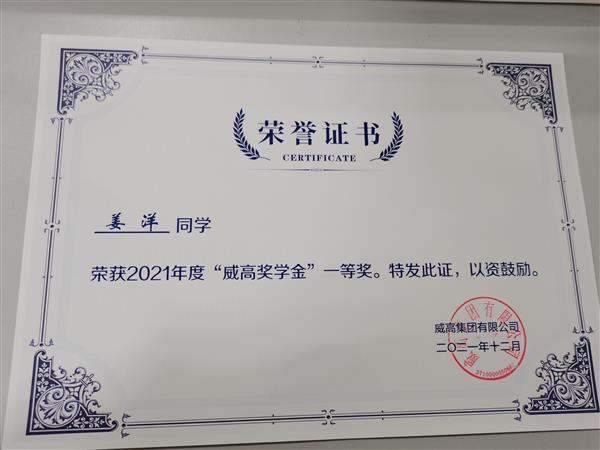 荣誉证书
CERTIFICATE
姜洋 同学
荣获2021年度“威高奖学金”一等奖。特发此证，以资鼓励。
威高集团有限公司
二〇二一年十二月